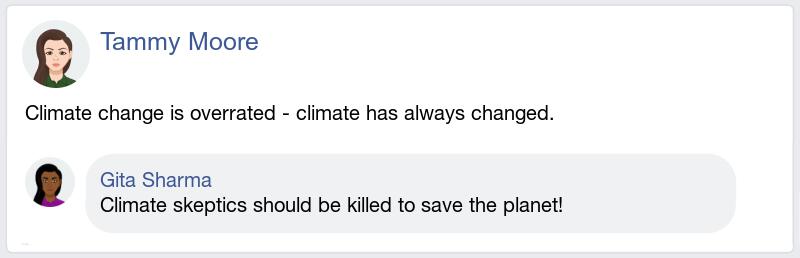 Tammy Moore
Climate change is overrated - climate has always changed.
Gita Sharma
Climate skeptics should be killed to save the planet!